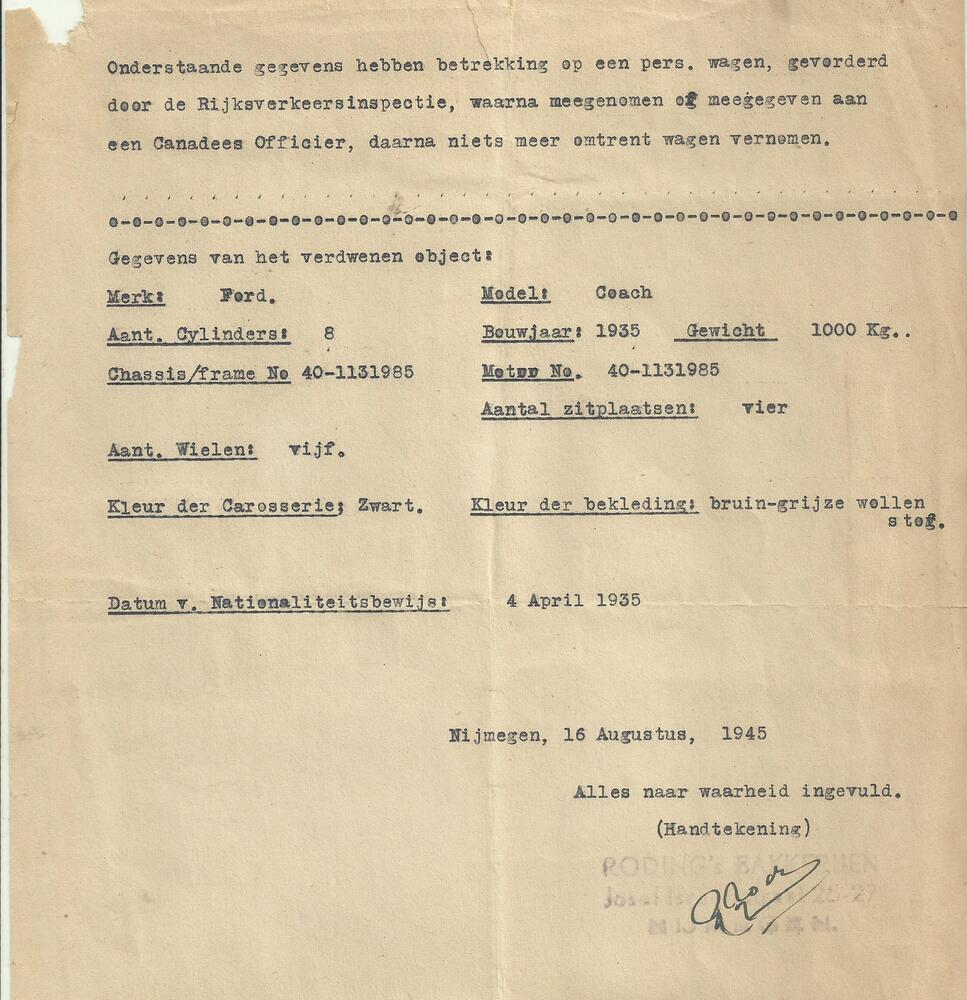 Onderstaande gegevens hebben betrekking op een pers. wagen, gevorderd
door de Rijksverkeersinspectie, waarna meegenomen of meegegeven aan
een Canadees Officier, daarna niets meer omtrent wagen vernomen.
Gegevens van het verdwenen object:
Merk: Ford. Model: Coach
Aant. Cylinders: 8 Bouwjaar: 1935 Gewicht 1000 Kg..
Chassis/frame No 40-1131985 Motor No. 40-1131985
Aantal zitplaatsen: vier
Aant. Wielen: vijf.
Kleur der Carosserie; Zwart. Kleur der bekleding: bruin-grijze wollen
stof.
Datum v. Nationaliteitsbewijs: 4 April 1935
Nijmegen, 16 Augustus, 1945
Alles naar waarheid ingevuld.
(Handtekening)
RODING's BAKKERIJEN
25-27